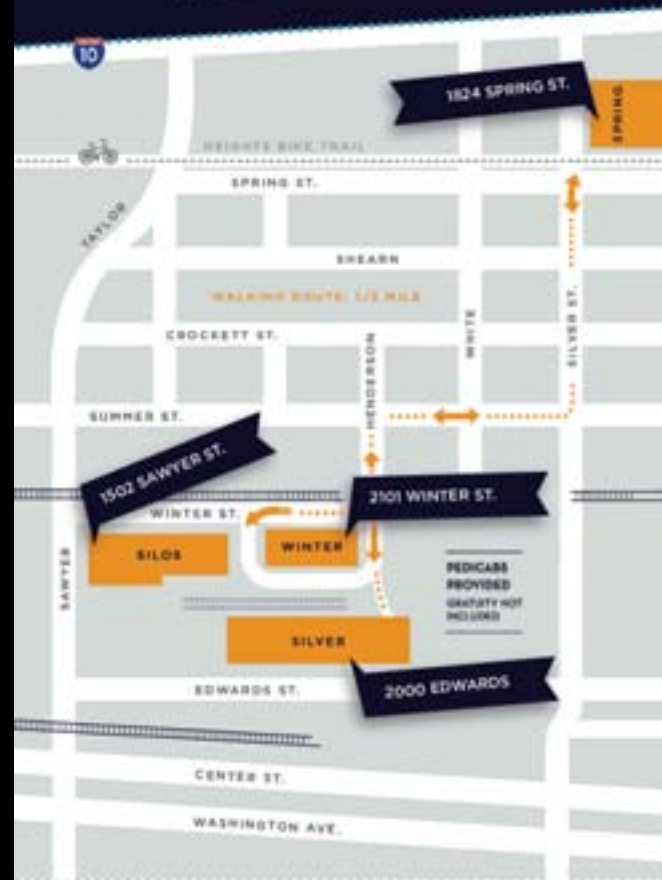 10
1824 SPRING ST.
SPRING
HEIGHTS BIKE TRAIL
SPRING ST.
TAYLOR
SHEARN
WALKING ROUTE: 1/2 MILE
CROCKETT ST.
HENDERSON
WHITE
SILVER ST.
SUMMER ST.
1502 SAWYER ST.
2101 WINTER ST.
WINTER ST.
WINTER
SILOS
SAWYER
PEDICABS
PROVIDED
GRATUITY NOT
INCLUDED
SILVER
EDWARDS ST.
2000 EDWARDS
CENTER ST.
WASHINGTON AVE.